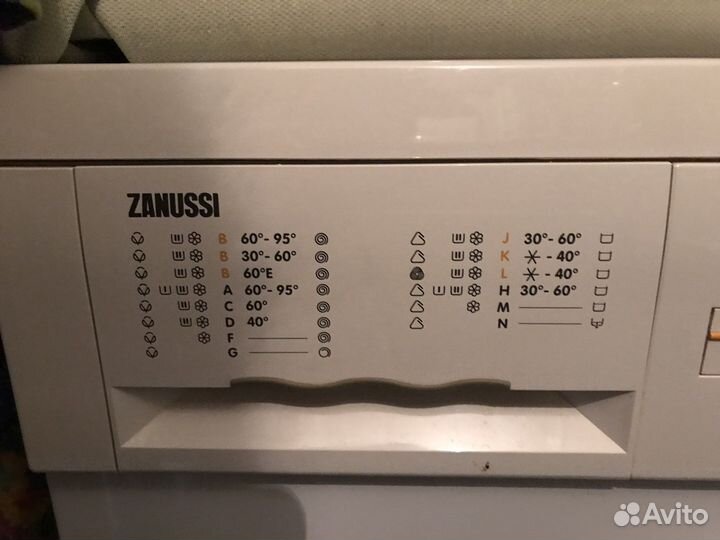 ZANUSSI
B 60°- 95°
B 30°- 60°
B 60°E
A 60°- 95°
C 60°
D 40°
F
G
J 30°- 60°
K - 40°
L - 40°
H 30°- 60°
M
N
Avito